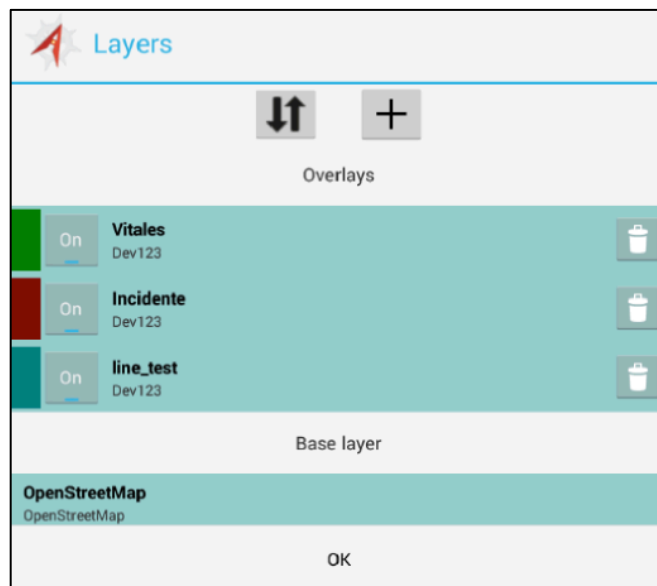 Layers
Overlays
On
Vitales
Dev123
On
Incidente
Dev123
On
line_test
Dev123
Base layer
OpenStreetMap
OpenStreetMap
OK